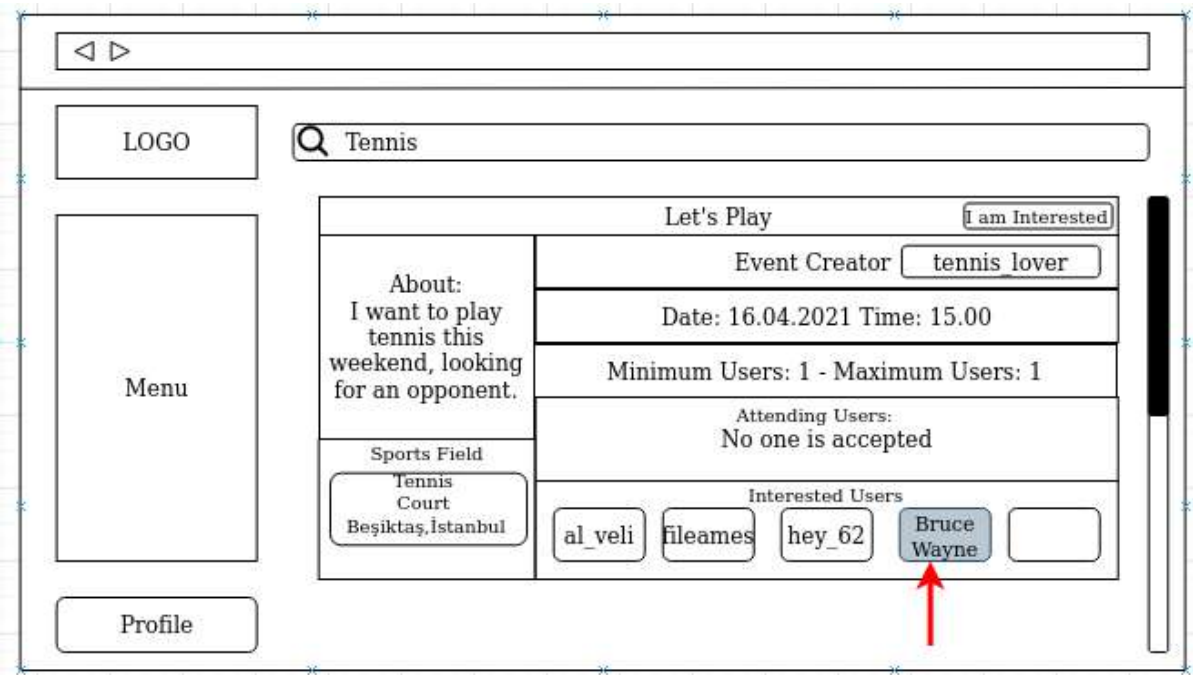 LOGO
Tennis
Let's Play
I am Interested
Event Creator
tennis_lover
About:
I want to play
tennis this
weekend, looking
for an opponent.
Date: 16.04.2021 Time: 15.00
Minimum Users: 1 - Maximum Users: 1
Attending Users:
No one is accepted
Menu
Sports Field
Tennis
Court
Beşiktaş,İstanbul
Interested Users
al_veli
fileames
hey_62
Bruce
Wayne
Profile